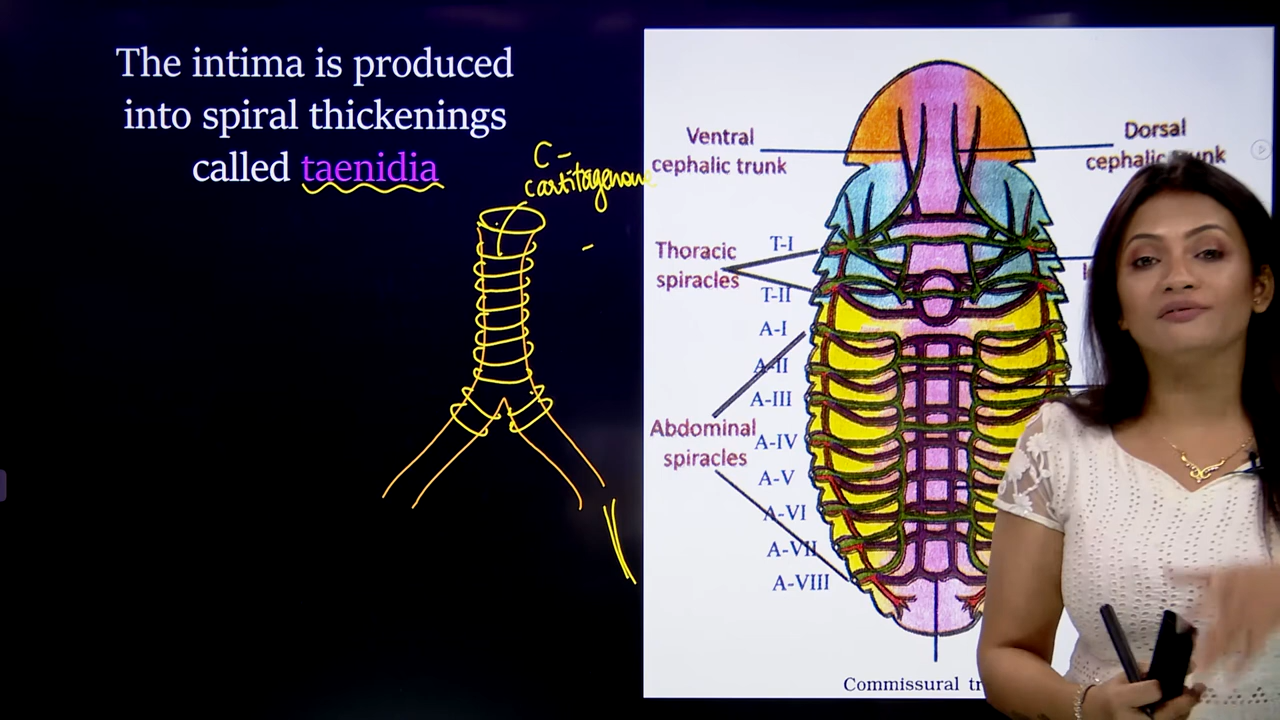 The intima is produced
into spiral thickenings
called taenidia
C-
cartitagenous
Ventral
cephalic trunk
Dorsal
cephalic trunk
Thoracic
spiracles
T-I
T-II
A-I
A-II
A-III
Abdominal
spiracles
A-IV
A-V
A-VI
A-VII
A-VIII
Commissural tr